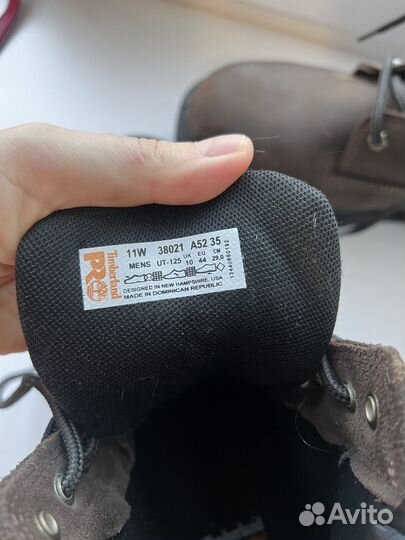 11W 38021 A52 35
MENS UT-125 UK 10 EU 44 CM 29,0
DESIGNED IN NEW HAMPSHIRE, USA
MADE IN DOMINICAN REPUBLIC
Timberland
PRO
Avito